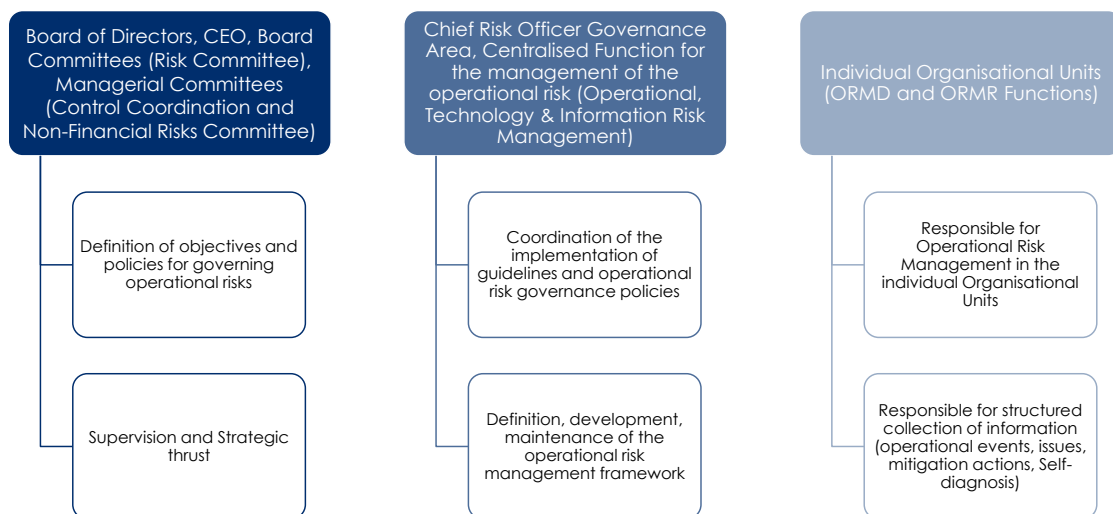 Board of Directors, CEO, Board
Committees (Risk Committee),
Managerial Committees
(Control Coordination and
Non-Financial Risks Committee)
Definition of objectives and
policies for governing
operational risks
Supervision and Strategic
thrust
Chief Risk Officer Governance
Area, Centralised Function for
the management of the
operational risk (Operational,
Technology & Information Risk
Management)
Coordination of the
implementation of
guidelines and operational
risk governance policies
Definition, development,
maintenance of the
operational risk
management framework
Individual Organisational Units
(ORMD and ORMR Functions)
Responsible for
Operational Risk
Management in the
individual Organisational
Units
Responsible for structured
collection of information
(operational events, issues,
mitigation actions, Self-
diagnosis)